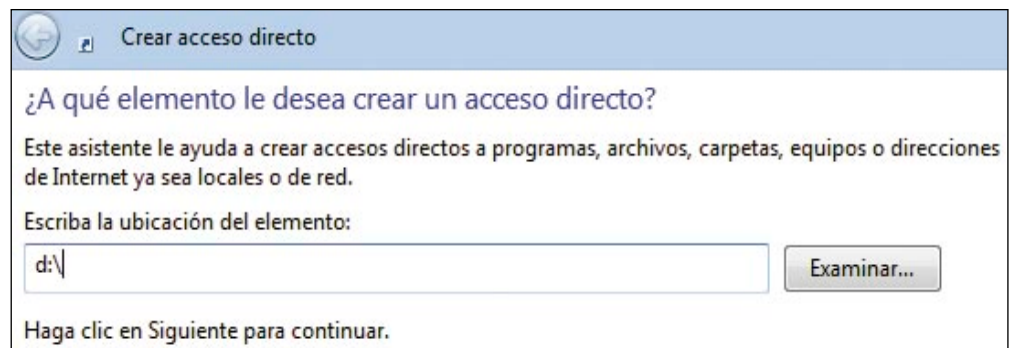 Crear acceso directo
¿A qué elemento le desea crear un acceso directo?
Este asistente le ayuda a crear accesos directos a programas, archivos, carpetas, equipos o direcciones
de Internet ya sea locales o de red.
Escriba la ubicación del elemento:
d:\
Examinar...
Haga clic en Siguiente para continuar.